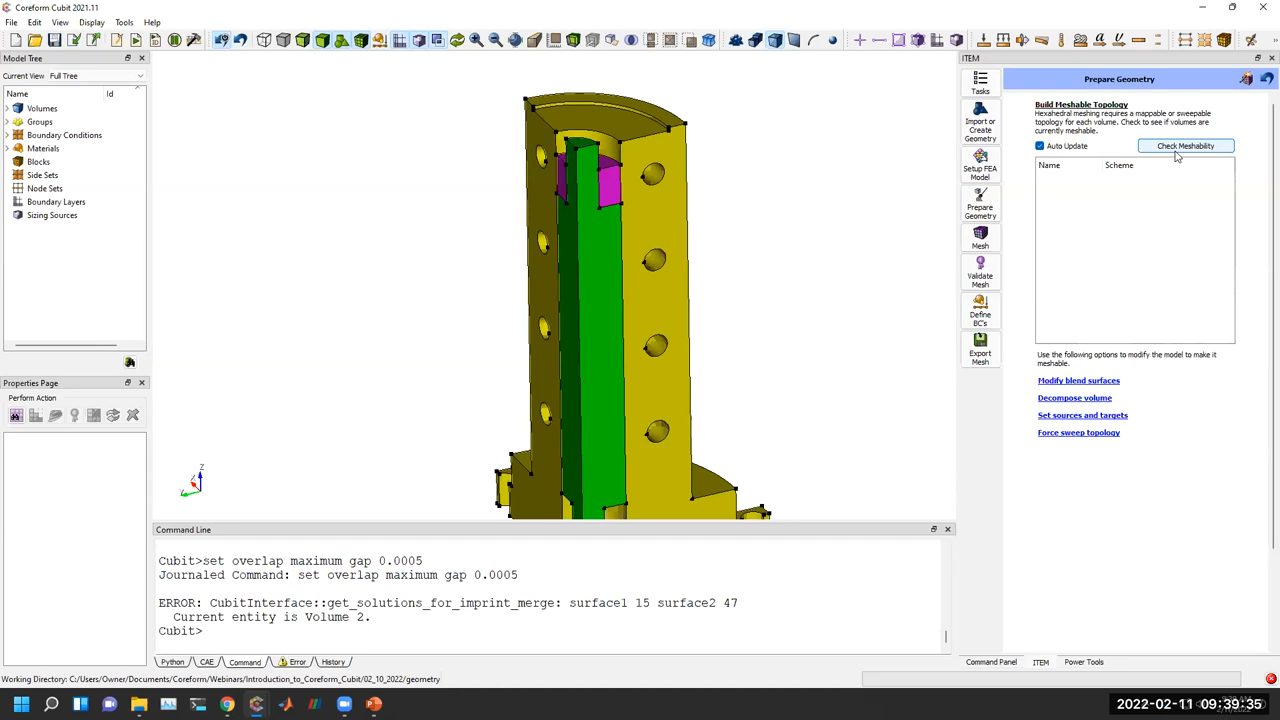 Coreform Cubit 2021.11
File Edit View Display Tools Help
Model Tree
Current View Full Tree
Name Id
Volumes
Groups
Boundary Conditions
Materials
Blocks
Side Sets
Node Sets
Boundary Layers
Sizing Sources
Properties Page
Perform Action
Z
Y
X
Command Line
Cubit>set overlap maximum gap 0.0005
Journaled Command: set overlap maximum gap 0.0005
ERROR: CubitInterface::get_solutions_for_imprint_merge: surface1 15 surface2 47
Current entity is Volume 2.
Cubit>
Python CAE Command Error History
Working Directory: C:/Users/Owner/Documents/Coreform/Webinars/Introduction_to_Coreform_Cubit/02_10_2022/geometry
ITEM
Tasks
Import or
Create
Geometry
Setup FEA
Model
Prepare
Geometry
Mesh
Validate
Mesh
Define
BC's
Export
Mesh
Prepare Geometry
Build Meshable Topology
Hexahedral meshing requires a mappable or sweepable
topology for each volume. Check to see if volumes are
currently meshable.
Auto Update Check Meshability
Name Scheme
Use the following options to modify the model to make it
meshable.
Modify blend surfaces
Decompose volume
Set sources and targets
Force sweep topology
Command Panel ITEM Power Tools
2022-02-11 09:39:35